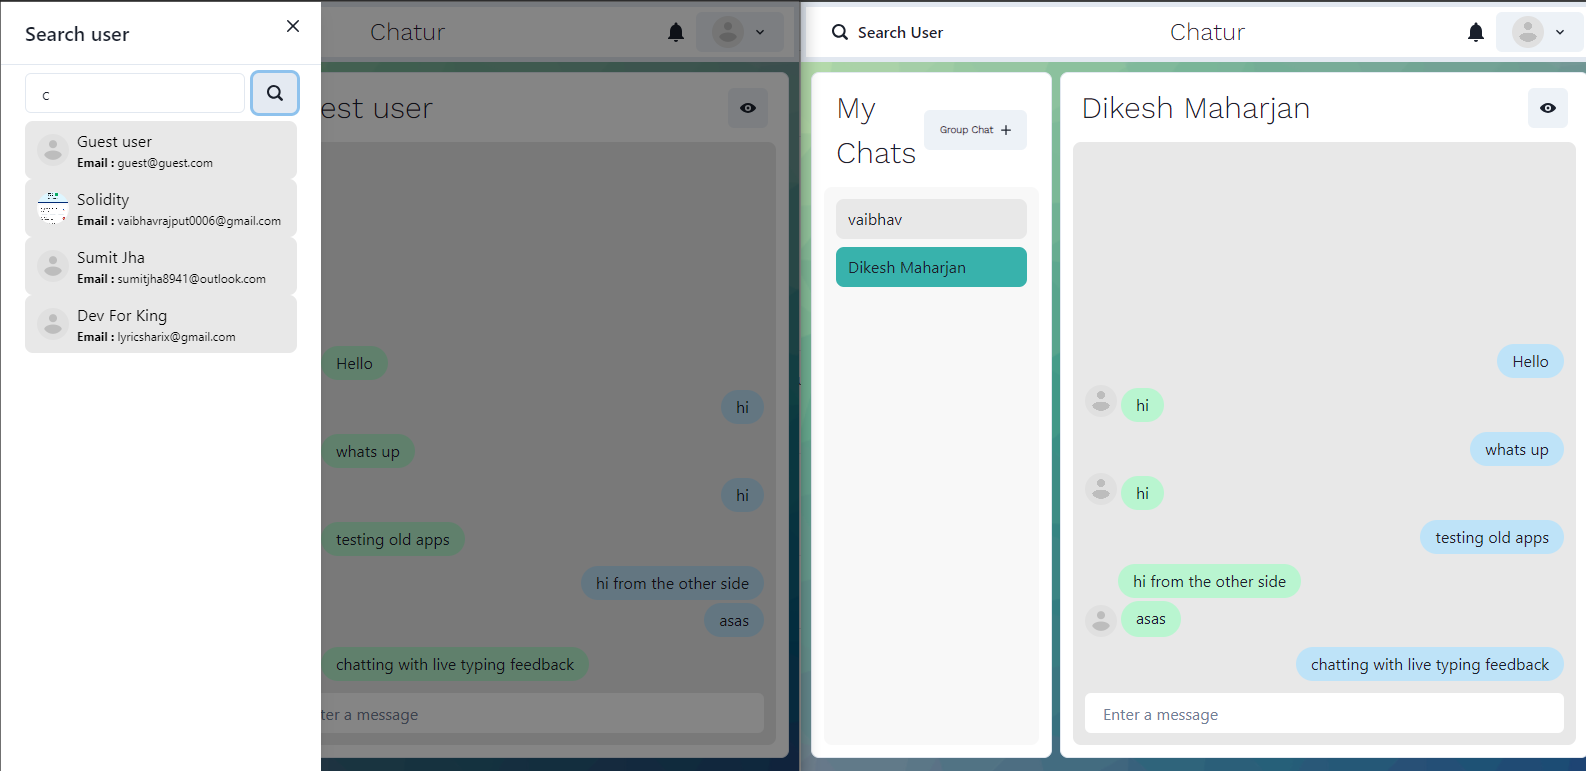 Search user
c
Guest user
Email : guest@guest.com
Solidity
Email : vaibhavrajput0006@gmail.com
Sumit Jha
Email : sumitjha8941@outlook.com
Dev For King
Email : lyricsharix@gmail.com
Chatur
est user
Hello
hi
whats up
hi
testing old apps
hi from the other side
asas
chatting with live typing feedback
ter a message
Search User
Chatur
My
Chats
Group Chat +
vaibhav
Dikesh Maharjan
Dikesh Maharjan
Hello
hi
whats up
hi
testing old apps
hi from the other side
asas
chatting with live typing feedback
Enter a message